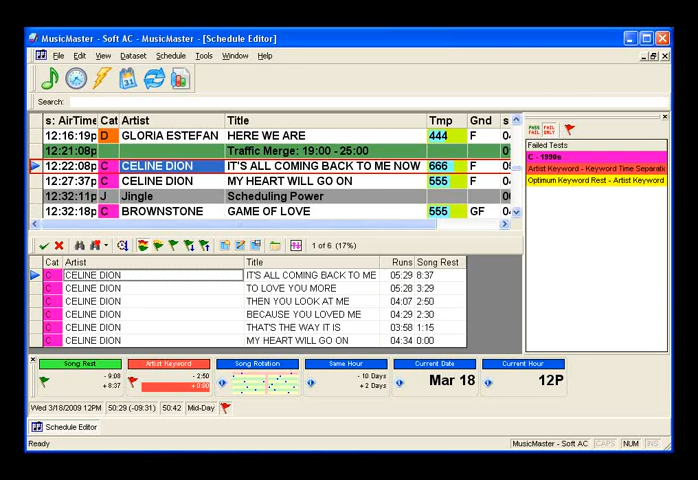 MusicMaster - Soft AC - MusicMaster - [Schedule Editor]
File Edit View Dataset Schedule Tools Window Help
Search:
s: AirTime Cat Artist Title Tmp Gnd s
12:16:19p D GLORIA ESTEFAN HERE WE ARE 444 F
12:21:08p Traffic Merge: 19:00 - 25:00
12:22:08p C CELINE DION IT'S ALL COMING BACK TO ME NOW 666 F
12:27:37p C CELINE DION MY HEART WILL GO ON 555 F
12:32:11p J Jingle Scheduling Power
12:32:18p C BROWNSTONE GAME OF LOVE 555 GF
PASS FAIL FAIL ONLY
Failed Tests
C - 1990s
Artist Keyword - Keyword Time Separati
Optimum Keyword Rest - Artist Keyword
1 of 6 (17%)
Cat Artist Title Runs Song Rest
C CELINE DION IT'S ALL COMING BACK TO ME 05:29 8:37
C CELINE DION TO LOVE YOU MORE 05:28 3:29
C CELINE DION THEN YOU LOOK AT ME 04:07 2:50
C CELINE DION BECAUSE YOU LOVED ME 04:29 2:30
C CELINE DION THAT'S THE WAY IT IS 03:58 1:15
C CELINE DION MY HEART WILL GO ON 04:34 0:00
Song Rest Artist Keyword Song Rotation Same Hour Current Date Current Hour
- 9:08 - 2:50 - 10 Days Mar 18 12P
+ 8:37 + 0:00 + 2 Days
Wed 3/18/2009 12PM 50:29 (-09:31) 50:42 Mid-Day
Schedule Editor
Ready MusicMaster - Soft AC CAPS NUM INS